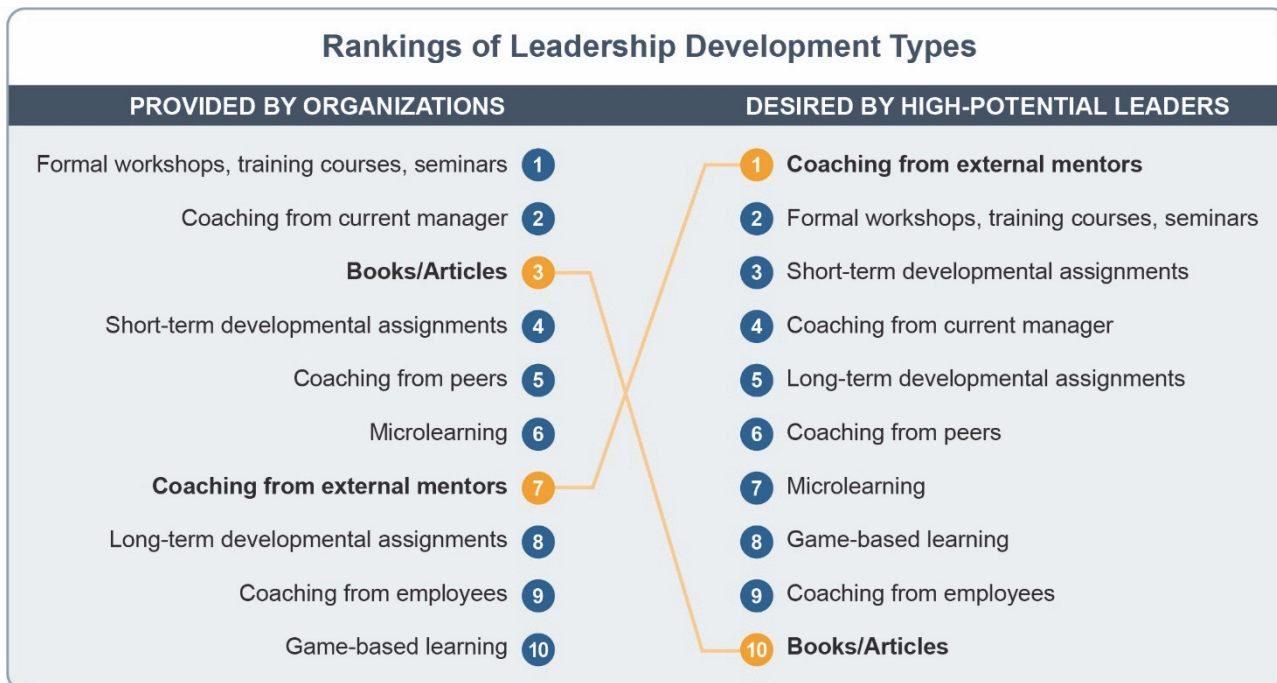 Rankings of Leadership Development Types
PROVIDED BY ORGANIZATIONS
Formal workshops, training courses, seminars 1
Coaching from current manager 2
Books/Articles 3
Short-term developmental assignments 4
Coaching from peers 5
Microlearning 6
Coaching from external mentors 7
Long-term developmental assignments 8
Coaching from employees 9
Game-based learning 10
DESIRED BY HIGH-POTENTIAL LEADERS
1 Coaching from external mentors
2 Formal workshops, training courses, seminars
3 Short-term developmental assignments
4 Coaching from current manager
5 Long-term developmental assignments
6 Coaching from peers
7 Microlearning
8 Game-based learning
9 Coaching from employees
10 Books/Articles